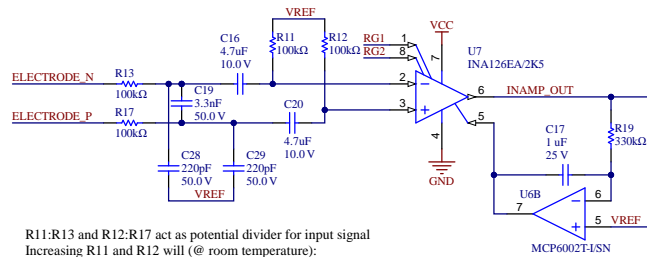 VREF
VCC
C16
4.7uF
10.0 V
R11
100kΩ
R12
100kΩ
RG1
RG2
1
8
7
U7
INA126EA/2K5
ELECTRODE_N
R13
100kΩ
C19
3.3nF
50.0 V
2
6
INAMP_OUT
ELECTRODE_P
R17
100kΩ
C20
4.7uF
10.0 V
3
5
4
GND
C17
1 uF
25 V
R19
330kΩ
C28
220pF
50.0 V
C29
220pF
50.0 V
VREF
U6B
7
6
5
VREF
MCP6002T-I/SN
R11:R13 and R12:R17 act as potential divider for input signal
Increasing R11 and R12 will (@ room temperature):